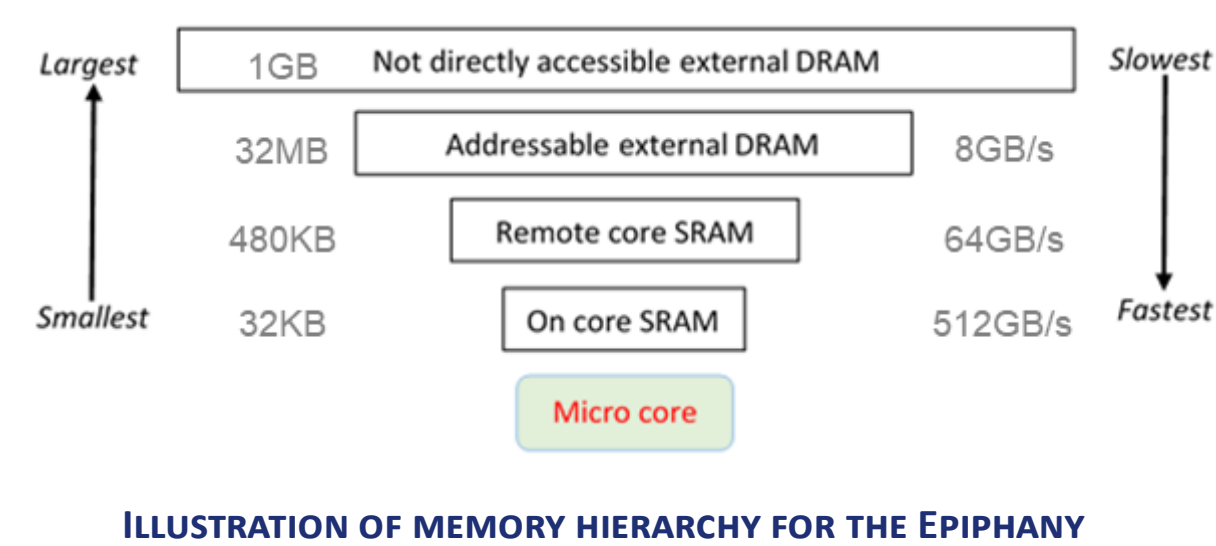 Largest 1GB Not directly accessible external DRAM Slowest
32MB Addressable external DRAM 8GB/s
480KB Remote core SRAM 64GB/s
Smallest 32KB On core SRAM 512GB/s Fastest
Micro core
ILLUSTRATION OF MEMORY HIERARCHY FOR THE EPIPHANY